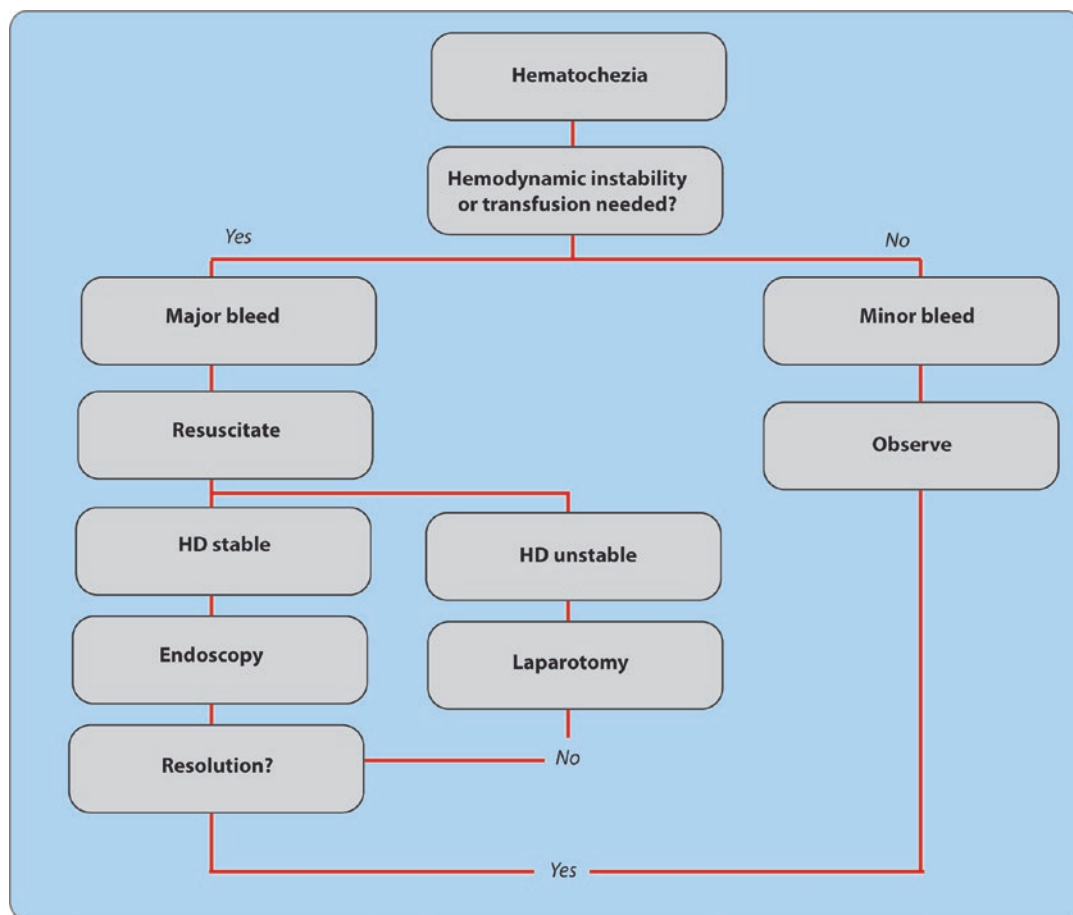 Hematochezia
Hemodynamic instability
or transfusion needed?
Yes
No
Major bleed
Minor bleed
Resuscitate
Observe
HD stable
HD unstable
Endoscopy
Laparotomy
Resolution?
No
Yes